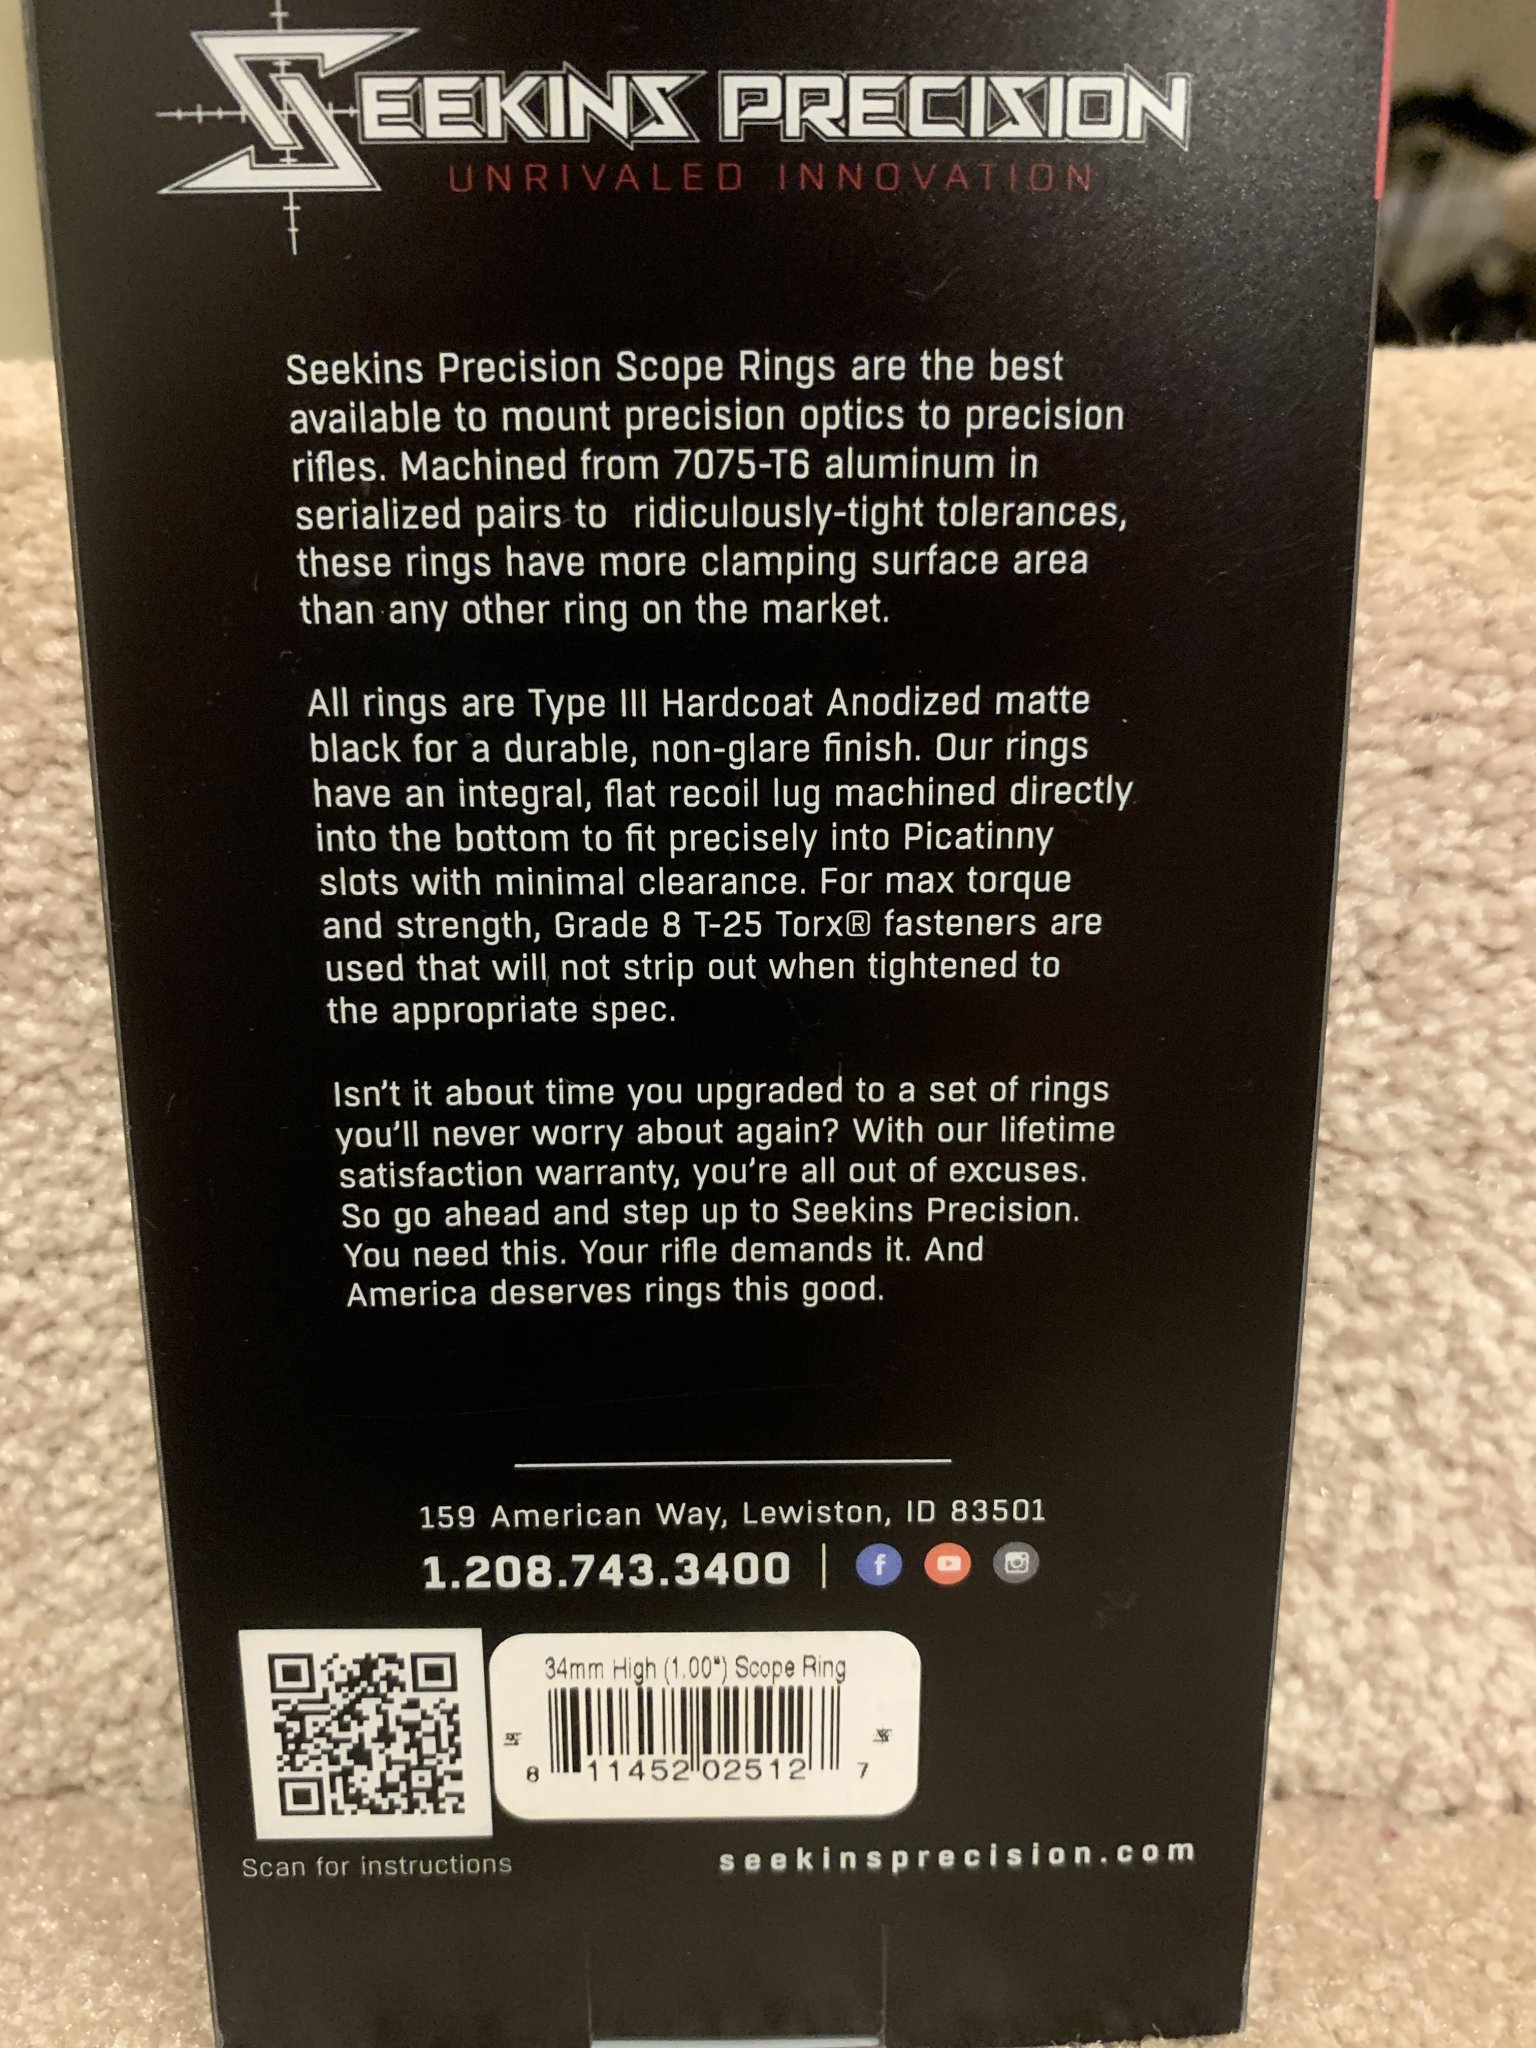 SEEKINS PRECISION
UNRIVALED INNOVATION
Seekins Precision Scope Rings are the best
available to mount precision optics to precision
rifles. Machined from 7075-T6 aluminum in
serialized pairs to ridiculously-tight tolerances,
these rings have more clamping surface area
than any other ring on the market.
All rings are Type III Hardcoat Anodized matte
black for a durable, non-glare finish. Our rings
have an integral, flat recoil lug machined directly
into the bottom to fit precisely into Picatinny
slots with minimal clearance. For max torque
and strength, Grade 8 T-25 Torx® fasteners are
used that will not strip out when tightened to
the appropriate spec.
Isn't it about time you upgraded to a set of rings
you'll never worry about again? With our lifetime
satisfaction warranty, you're all out of excuses.
So go ahead and step up to Seekins Precision.
You need this. Your rifle demands it. And
America deserves rings this good.
159 American Way, Lewiston, ID 83501
1.208.743.3400 | f
34mm High (1.00") Scope Ring
8 11452 02512 7
Scan for instructions
seekinsprecision.com